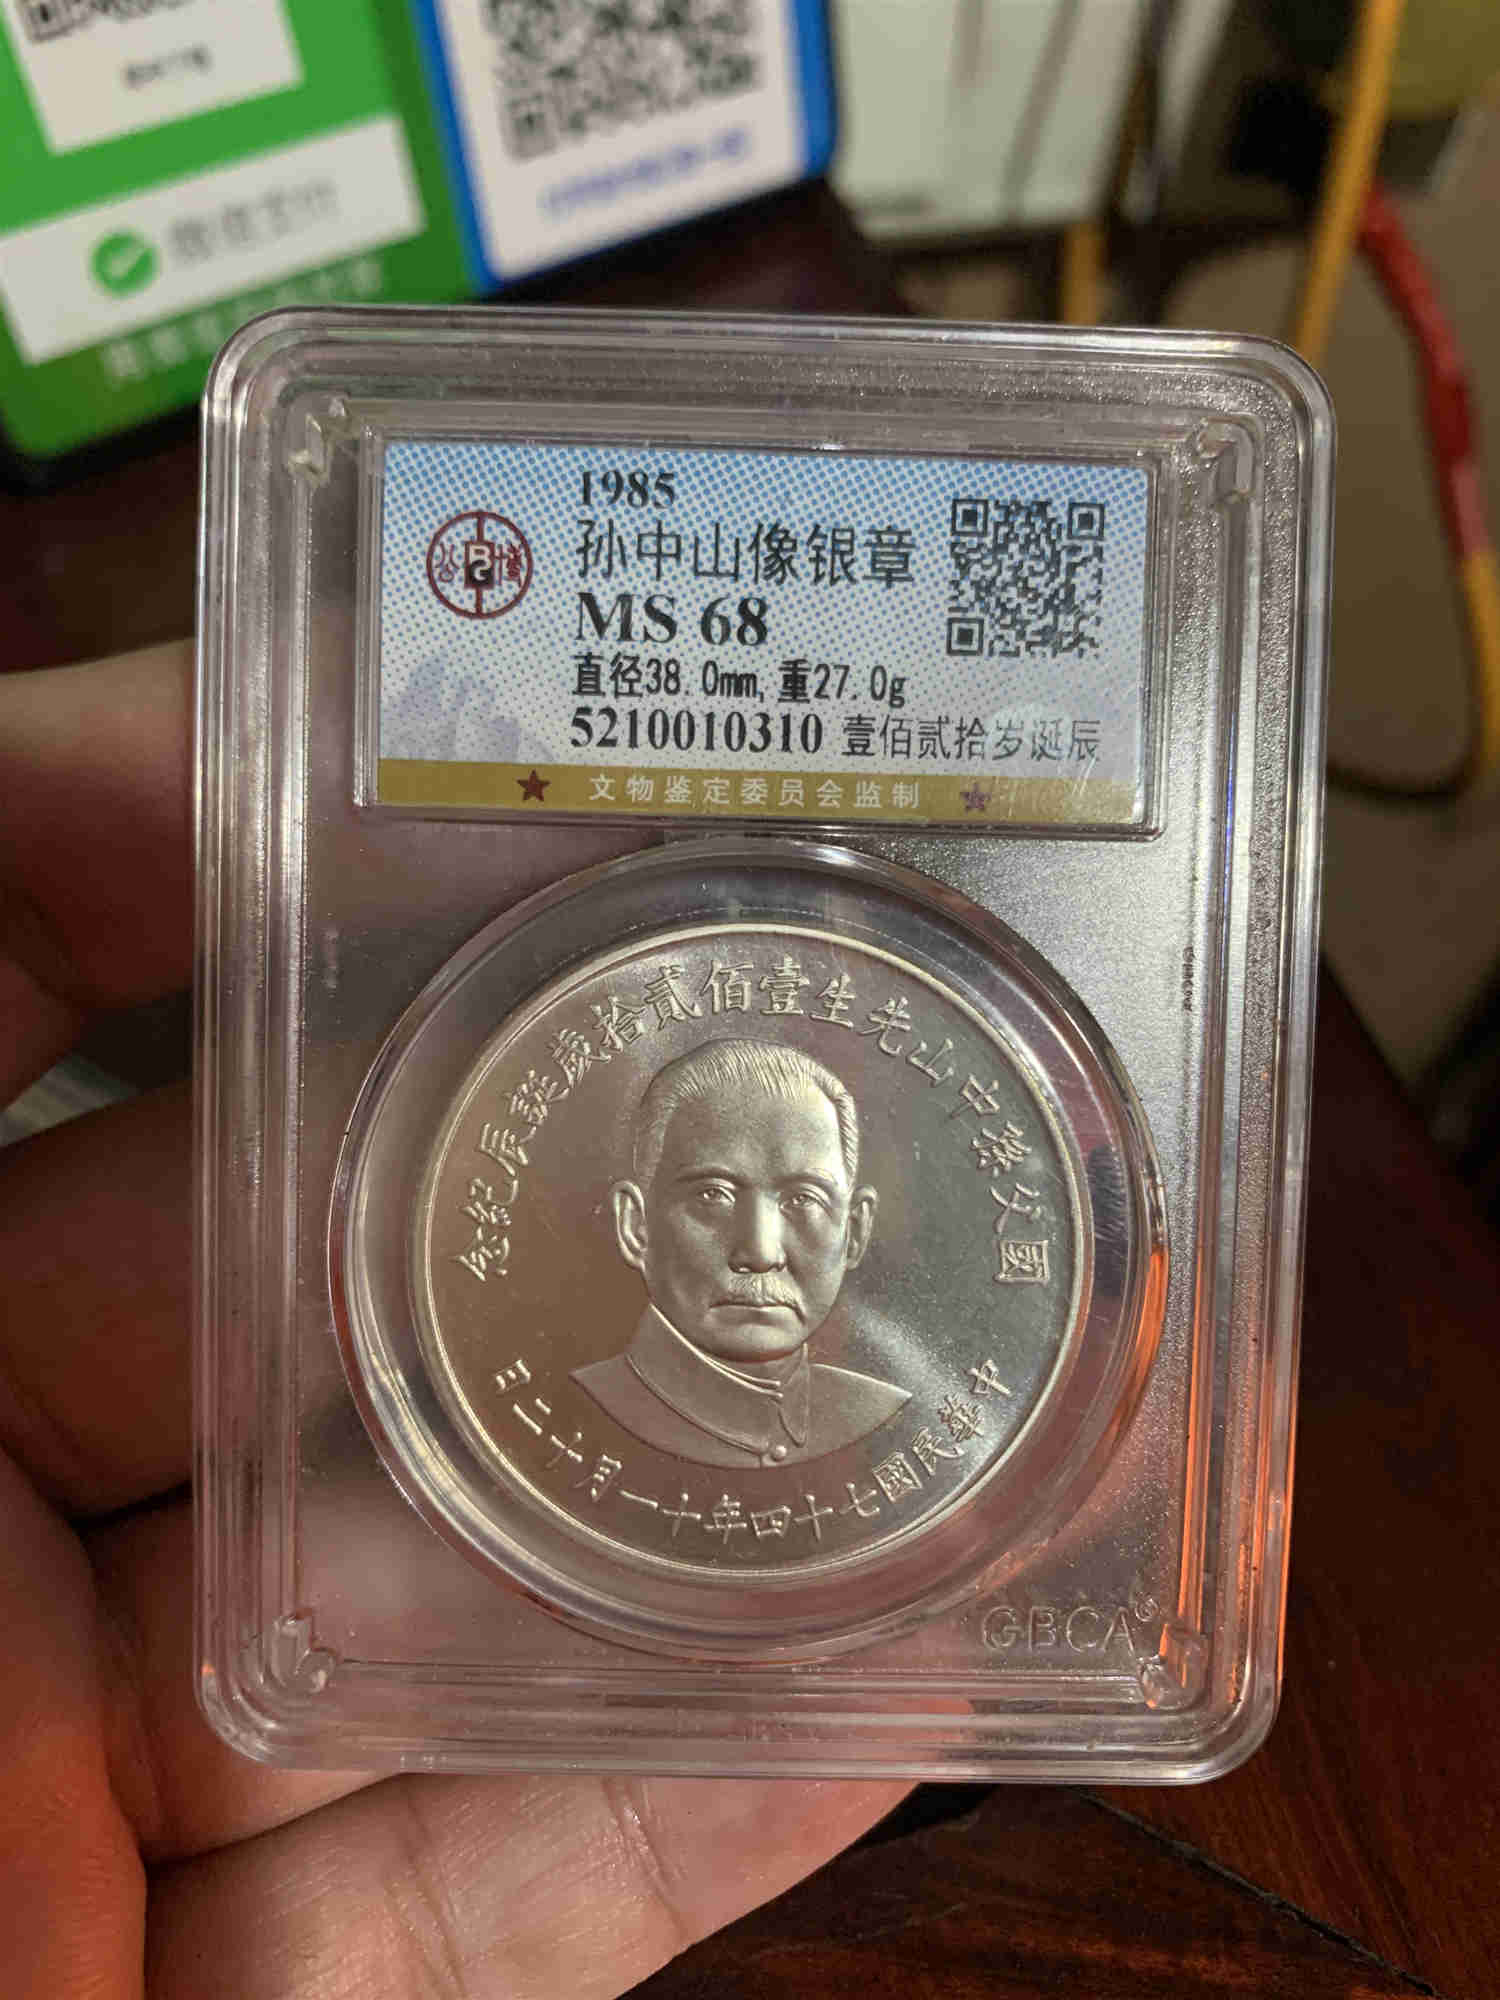 1985
孙中山像银章
MS 68
直径38.0mm,重27.0g
5210010310 壹佰贰拾岁诞辰
公博
文物鉴定委员会监制
國父孫中山先生壹佰貳拾歲誕辰紀念
中華民國七十四年十一月十二日
GBCA